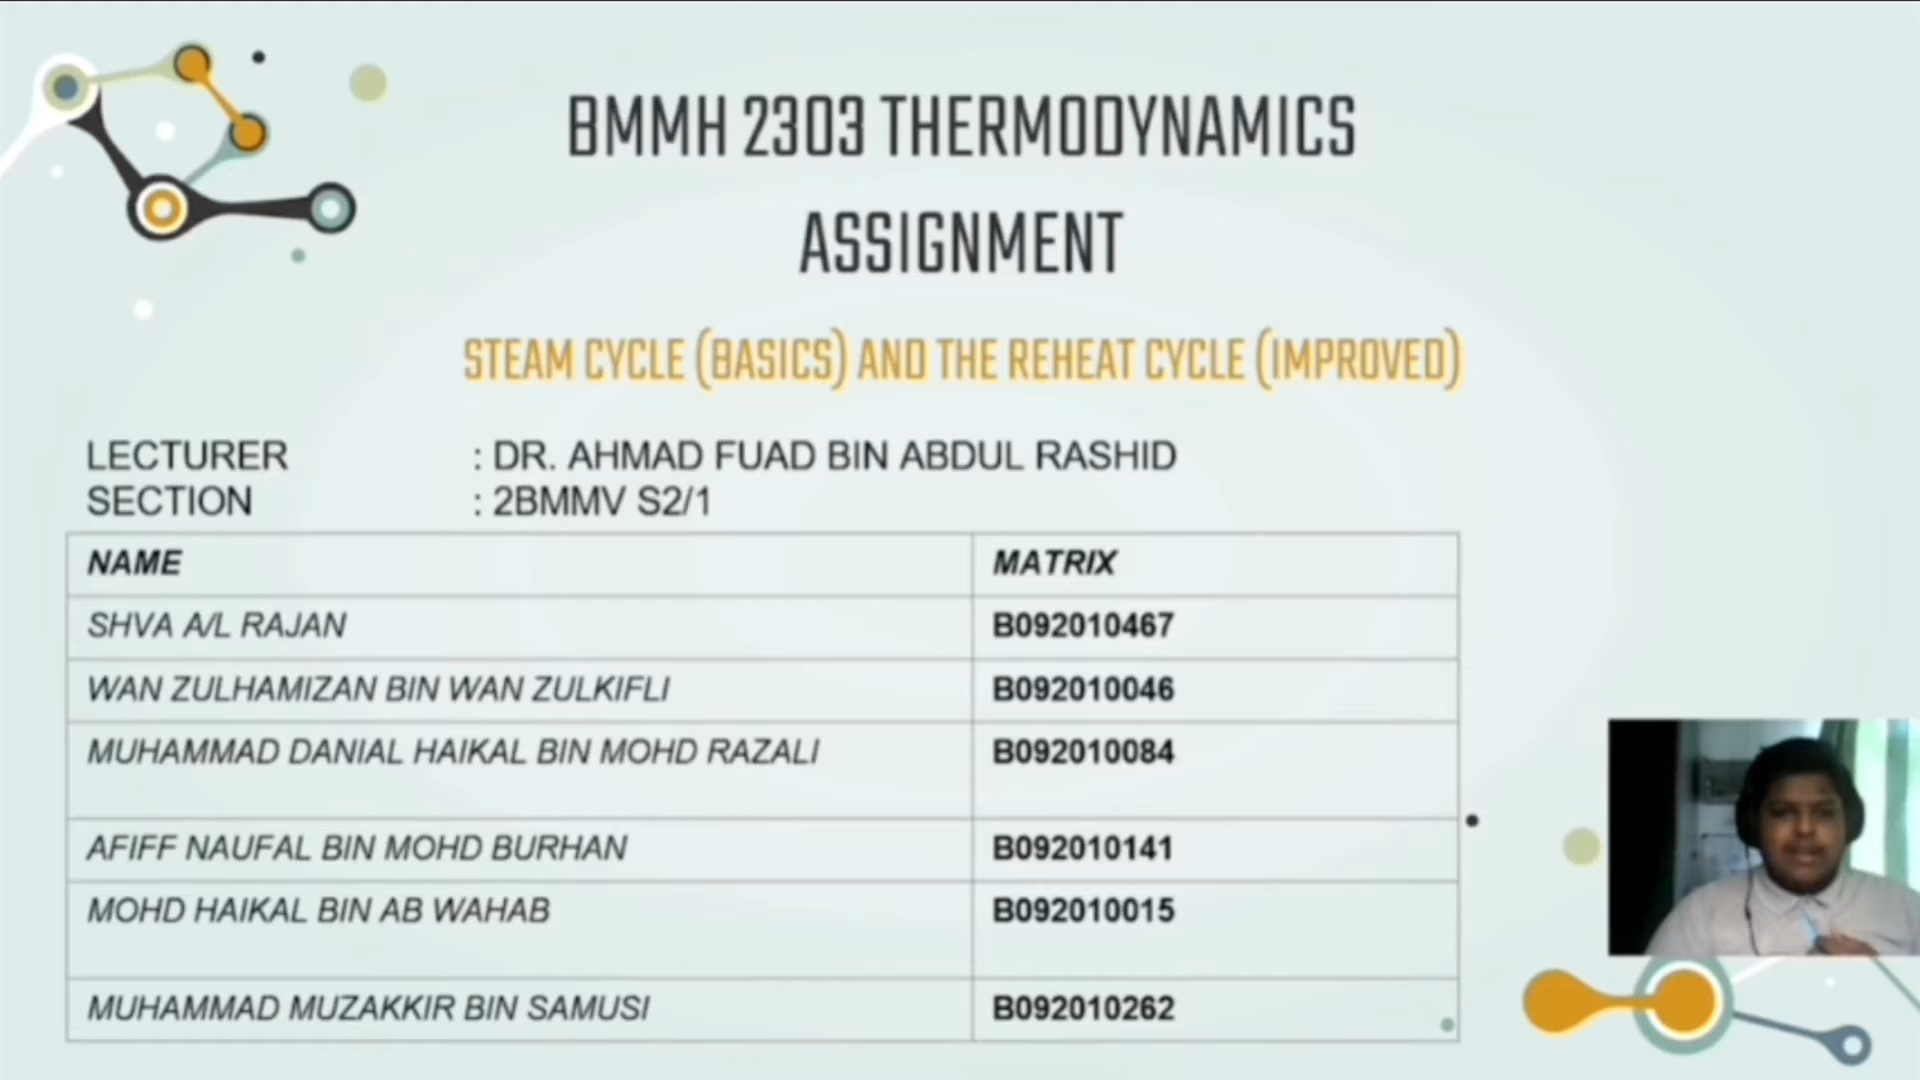 BMMH 2303 THERMODYNAMICS
ASSIGNMENT
STEAM CYCLE (BASICS) AND THE REHEAT CYCLE (IMPROVED)
LECTURER : DR. AHMAD FUAD BIN ABDUL RASHID
SECTION : 2BMMV S2/1
NAME MATRIX
SHVA A/L RAJAN B092010467
WAN ZULHAMIZAN BIN WAN ZULKIFLI B092010046
MUHAMMAD DANIAL HAIKAL BIN MOHD RAZALI B092010084
AFIFF NAUFAL BIN MOHD BURHAN B092010141
MOHD HAIKAL BIN AB WAHAB B092010015
MUHAMMAD MUZAKKIR BIN SAMUSI B092010262